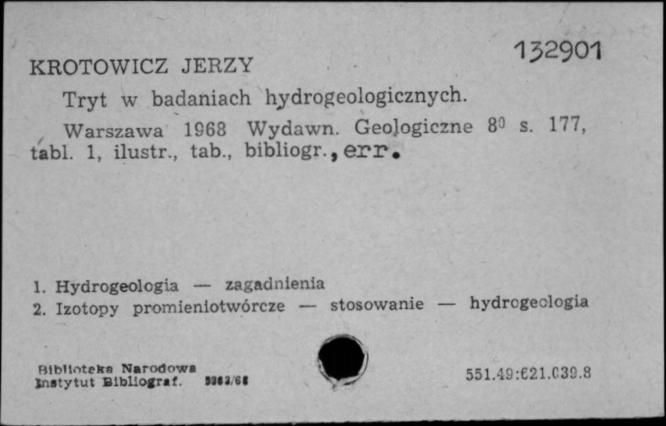 132901
KROTOWICZ JERZY
Tryt w badaniach hydrogeologicznych.
Warszawa 1968 Wydawn. Geologiczne 8⁰ s. 177,
tabl. 1, ilustr., tab., bibliogr., err.
1. Hydrogeologia — zagadnienia
2. Izotopy promieniotwórcze — stosowanie — hydrogeologia
Biblioteka Narodowa
Instytut Bibliograf.
551.49:621.039.8